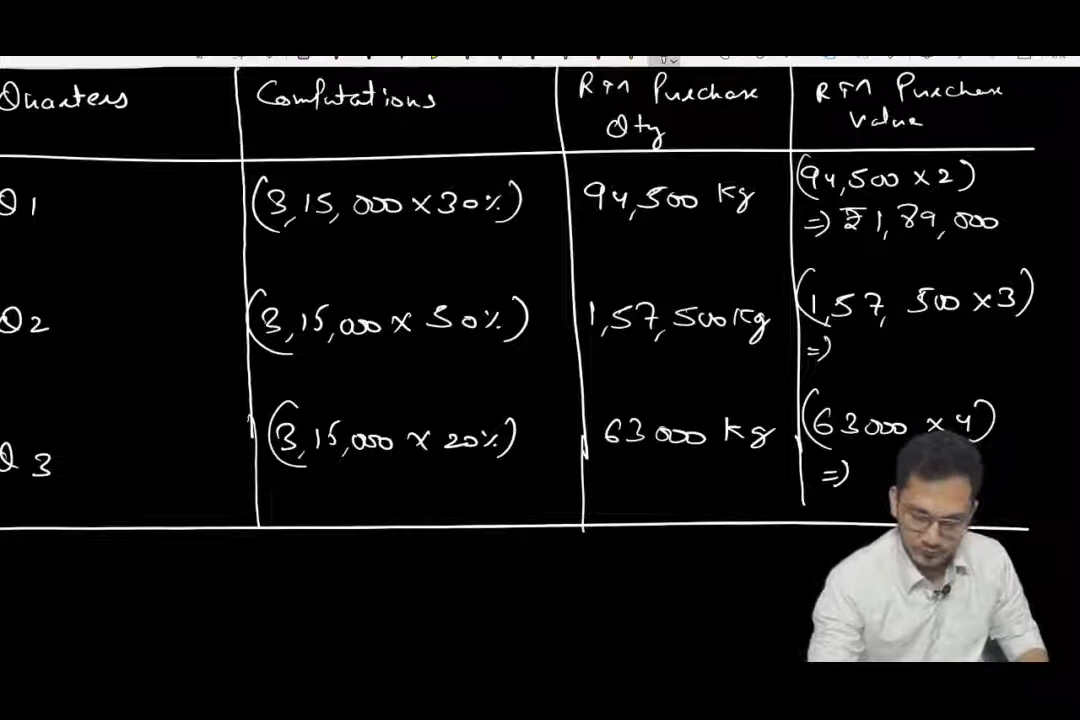 Quarters Computations RM Purchase Qty RM Purchase Value
Q1 (3,15,000 × 30%) 94,500 kg (94,500 × 2)
=) ₹1,89,000
Q2 (3,15,000 × 50%) 1,57,500 kg (1,57,500 × 3)
=)
Q3 (3,15,000 × 20%) 63000 kg (63000 × 4)
=)